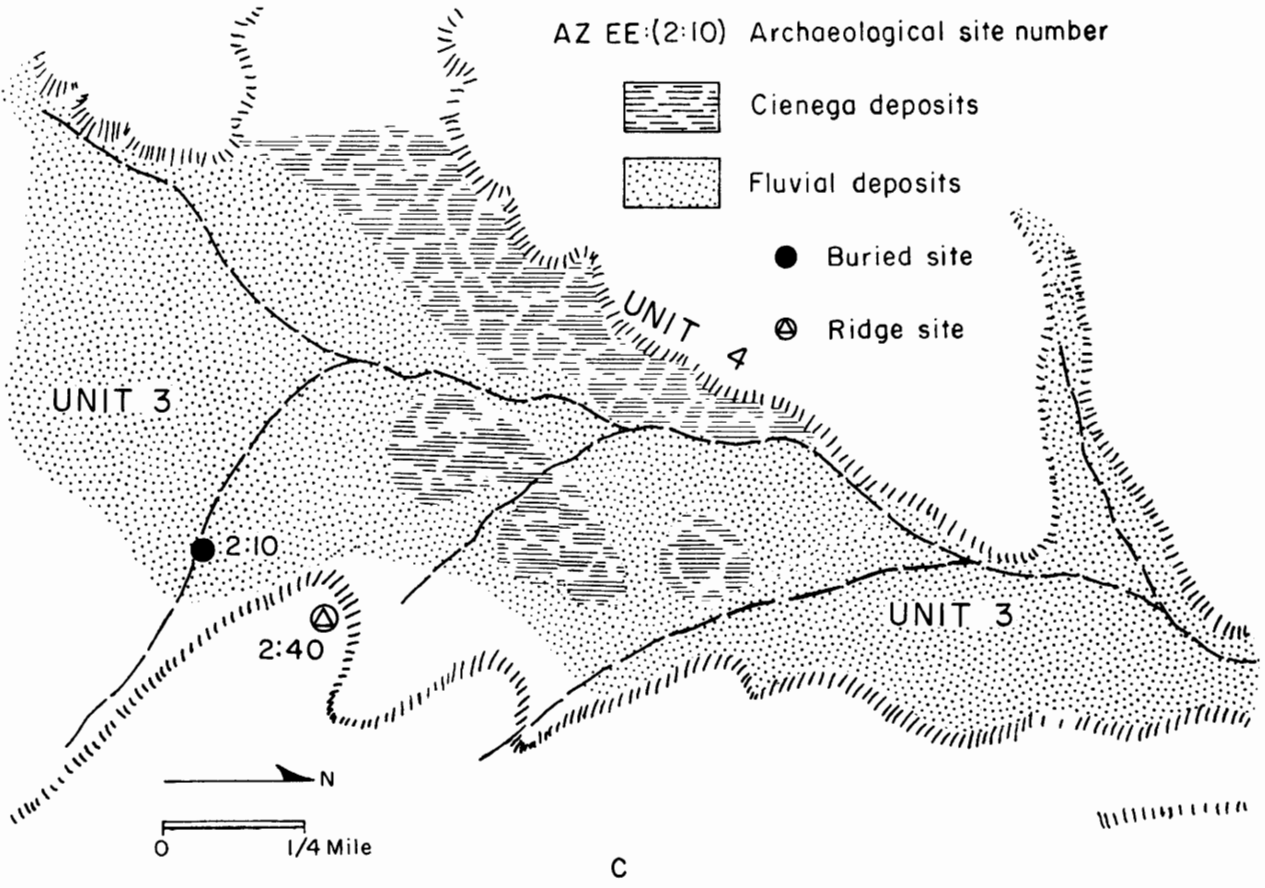 AZ EE:(2:10) Archaeological site number
Cienega deposits
Fluvial deposits
Buried site
Ridge site
UNIT 4
UNIT 3
2:10
UNIT 3
2:40
N
0 1/4 Mile
C